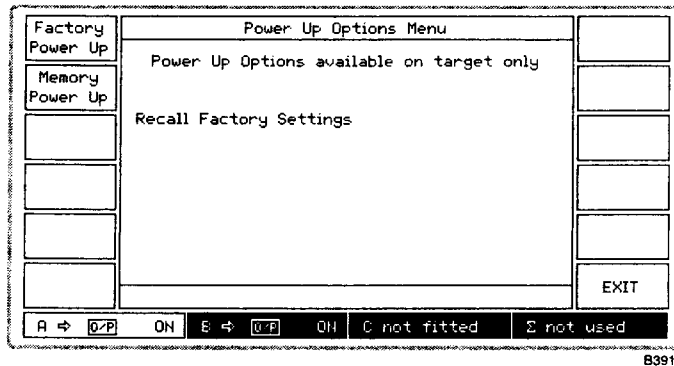 Factory
Power Up
Power Up Options Menu
Power Up Options available on target only
Memory
Power Up
Recall Factory Settings
EXIT
A ⇨ O/P ON B ⇨ O/P ON C not fitted Σ not used
B391